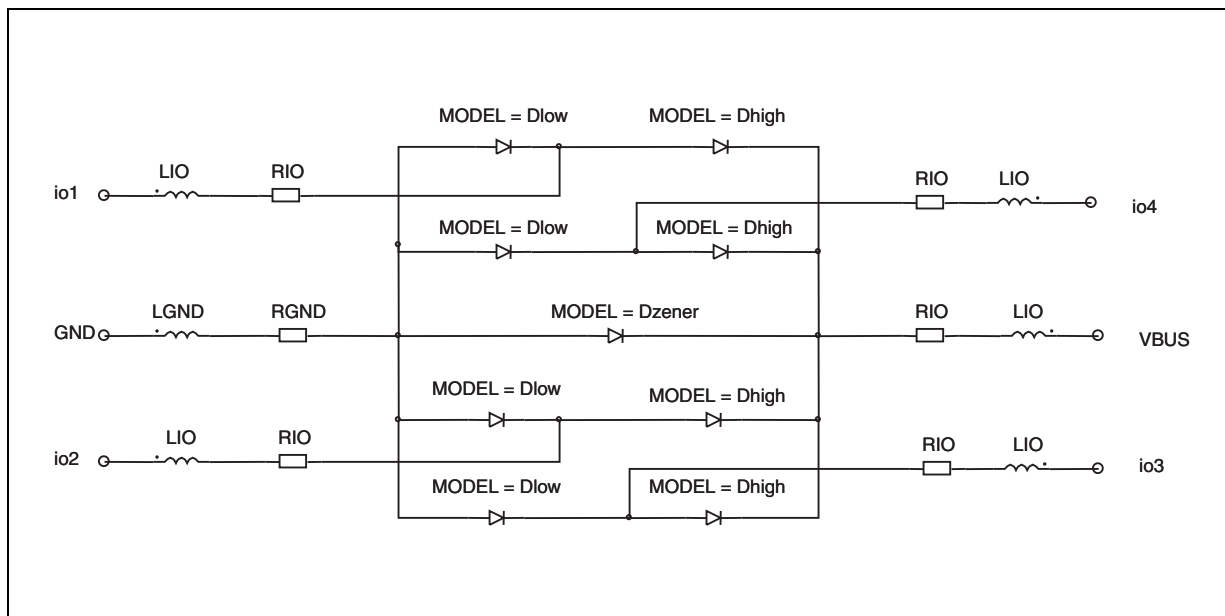 MODEL = Dlow
MODEL = Dhigh
LIO
RIO
io1
RIO
LIO
io4
MODEL = Dlow
MODEL = Dhigh
LGND
RGND
GND
MODEL = Dzener
RIO
LIO
VBUS
MODEL = Dlow
MODEL = Dhigh
LIO
RIO
io2
RIO
LIO
io3
MODEL = Dlow
MODEL = Dhigh